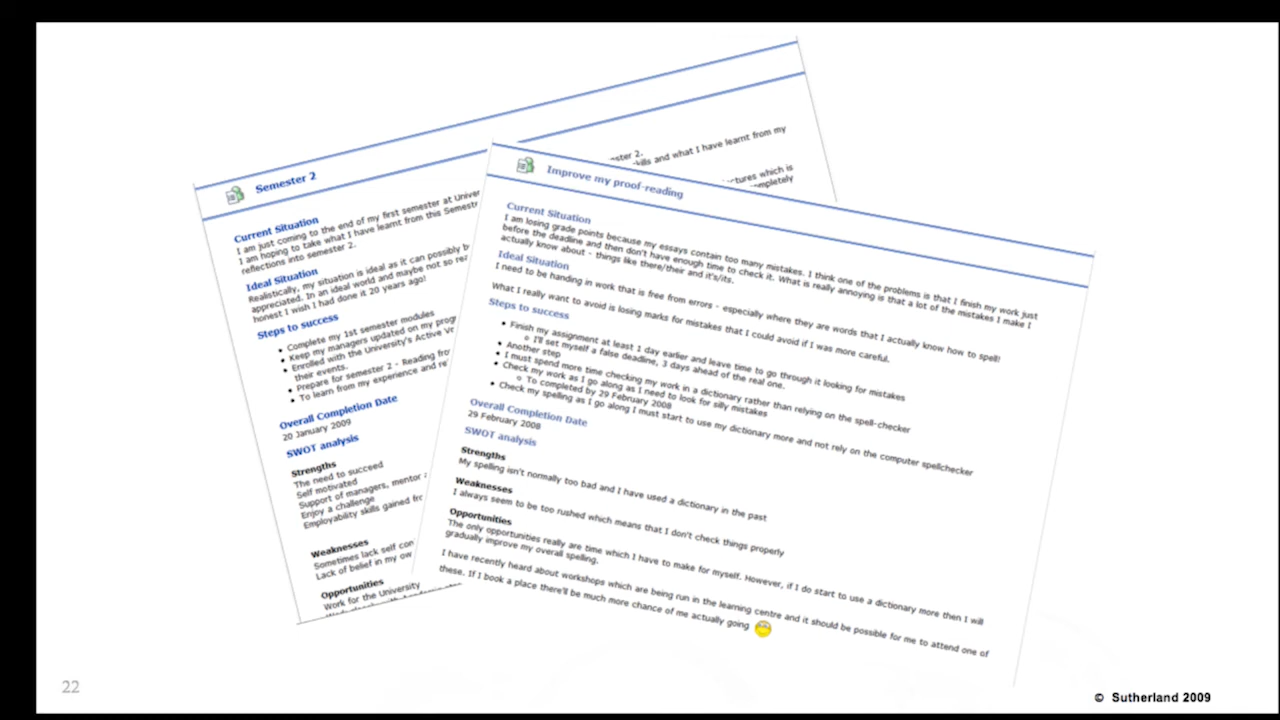 Semester 2
Current Situation
I am just coming to the end of my first semester at
I am hoping to take what I have learnt from this
reflections into semester 2.
Ideal Situation
Realistically, my situation is ideal as it can possibly
appreciated. In an ideal world and maybe not so
honest I wish I had done it 20 years ago!
Steps to success
• Complete my 1st semester modules
• Keep my managers updated on my
• Enrolled with the University's Active
their events.
• Prepare for semester 2 - Reading
• To learn from my experience and
Overall Completion Date
20 January 2009
SWOT analysis
Strengths
The need to succeed
Self motivated
Support of managers, mentor
Enjoy a challenge
Employability skills gained
Weaknesses
Sometimes lack self
Lack of belief in my
Opportunities
Work for the University
2.
and what I have learnt from my
which is
Improve my proof-reading
Current Situation
I am losing grade points because my essays contain too many mistakes. I think one of the problems is that I finish my work just
before the deadline and then don't have enough time to check it. What is really annoying is that a lot of the mistakes I make I
actually know about - things like there/their and it's/its.
Ideal Situation
I need to be handing in work that is free from errors - especially where they are words that I actually know how to spell!
What I really want to avoid is losing marks for mistakes that I could avoid if I was more careful.
Steps to success
• Finish my assignment at least 1 day earlier and leave time to go through it looking for mistakes
o I'll set myself a false deadline, 3 days ahead of the real one.
• Another step
• I must spend more time checking my work in a dictionary rather than relying on the spell-checker
• Check my work as I go along as I need to look for silly mistakes
o To completed by 29 February 2008
• Check my spelling as I go along I must start to use my dictionary more and not rely on the computer spellchecker
Overall Completion Date
29 February 2008
SWOT analysis
Strengths
My spelling isn't normally too bad and I have used a dictionary in the past
Weaknesses
I always seem to be too rushed which means that I don't check things properly
Opportunities
The only opportunities really are time which I have to make for myself. However, if I do start to use a dictionary more then I will
gradually improve my overall spelling.
I have recently heard about workshops which are being run in the learning centre and it should be possible for me to attend one of
these. If I book a place there'll be much more chance of me actually going
22
© Sutherland 2009